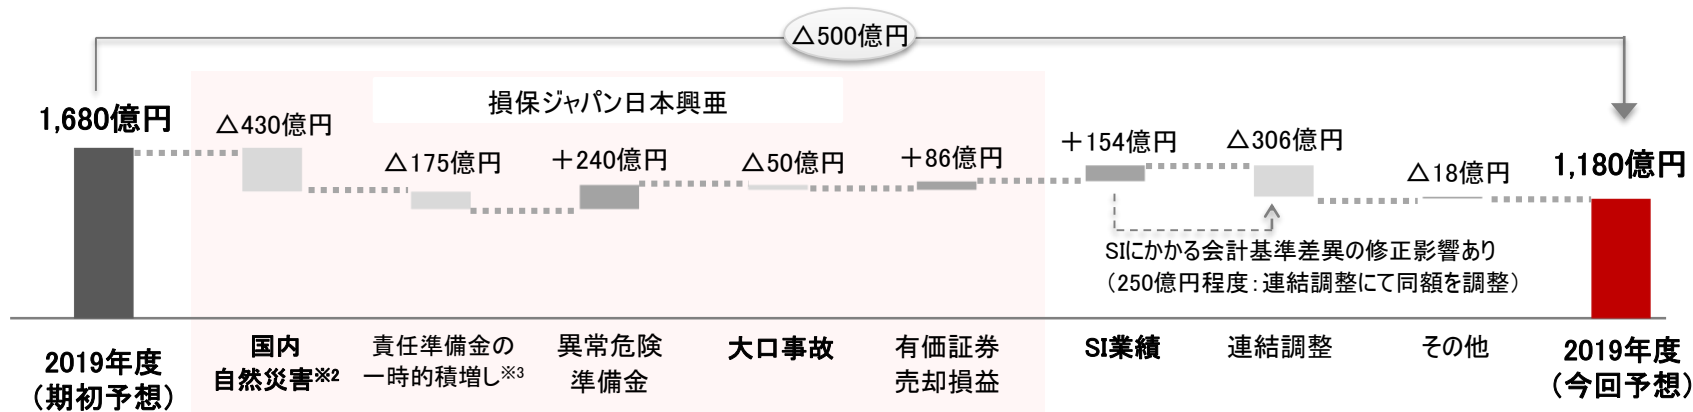 △500億円
損保ジャパン日本興亜
1,680億円
△430億円
△175億円
＋240億円
△50億円
＋86億円
＋154億円
△306億円
△18億円
1,180億円
SIにかかる会計基準差異の修正影響あり
（250億円程度：連結調整にて同額を調整）
2019年度
（期初予想）
国内
自然災害※2
責任準備金の
一時的積増し※3
異常危険
準備金
大口事故
有価証券
売却損益
SI業績
連結調整
その他
2019年度
（今回予想）